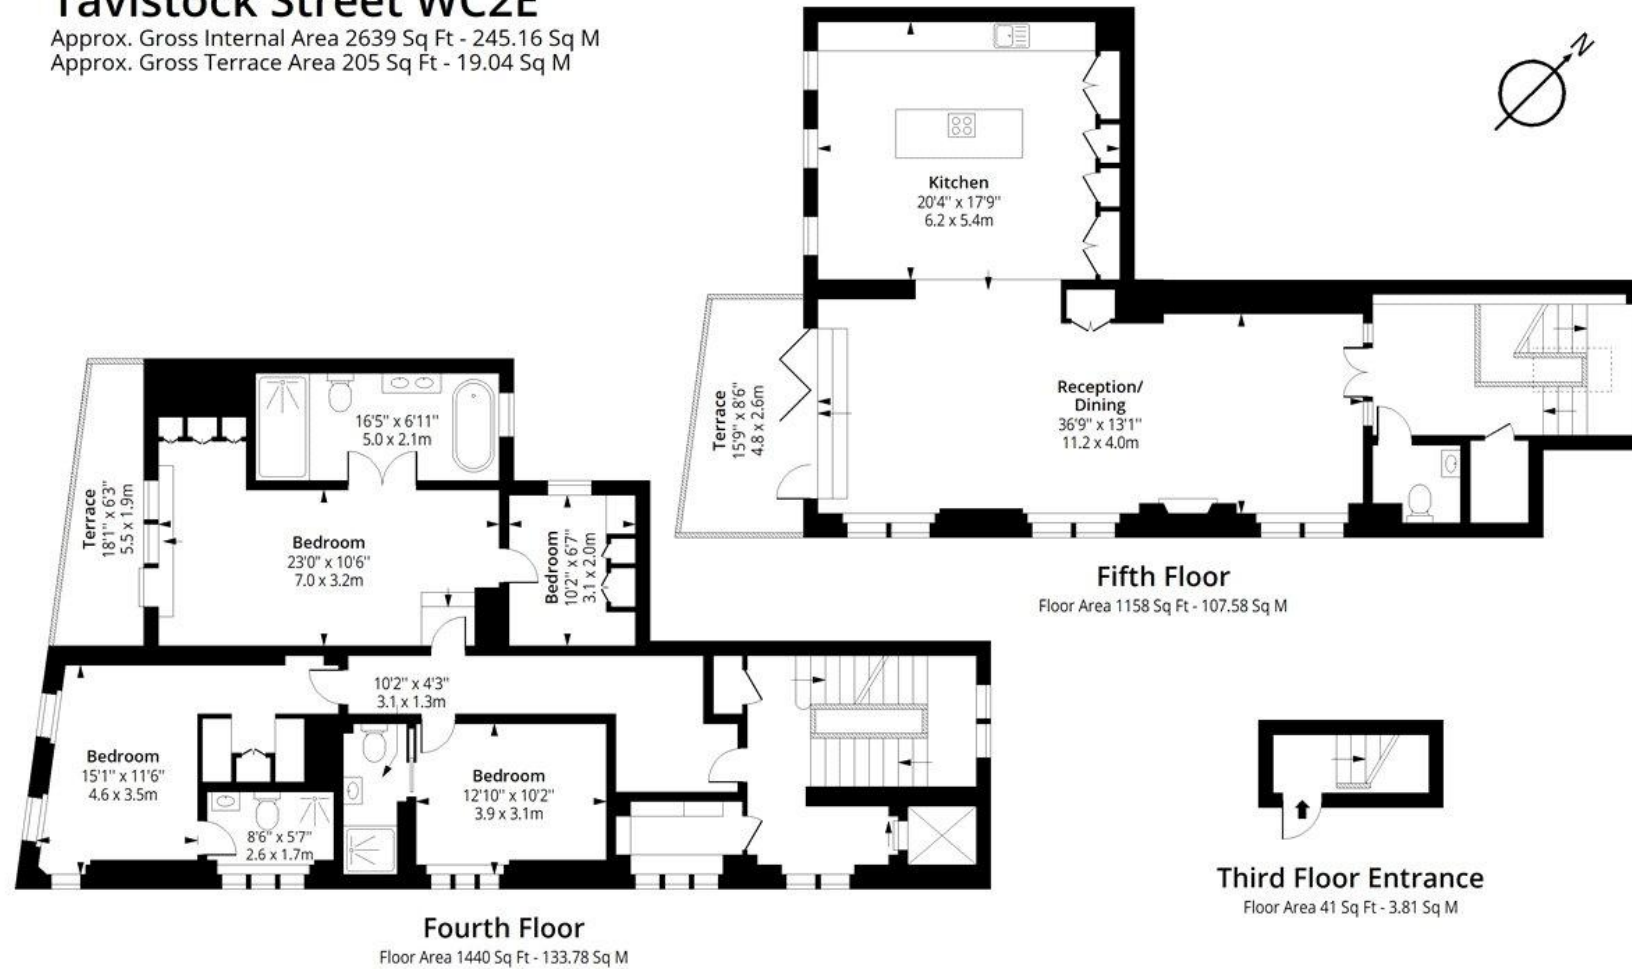 Tavistock Street WC2E
Approx. Gross Internal Area 2639 Sq Ft - 245.16 Sq M
Approx. Gross Terrace Area 205 Sq Ft - 19.04 Sq M
N
Kitchen
20'4" x 17'9"
6.2 x 5.4m
Terrace
15'9" x 8'6"
4.8 x 2.6m
Reception/
Dining
36'9" x 13'1"
11.2 x 4.0m
Fifth Floor
Floor Area 1158 Sq Ft - 107.58 Sq M
16'5" x 6'11"
5.0 x 2.1m
Terrace
18'1" x 6'3"
5.5 x 1.9m
Bedroom
23'0" x 10'6"
7.0 x 3.2m
Bedroom
10'2" x 6'7"
3.1 x 2.0m
10'2" x 4'3"
3.1 x 1.3m
Bedroom
15'1" x 11'6"
4.6 x 3.5m
8'6" x 5'7"
2.6 x 1.7m
Bedroom
12'10" x 10'2"
3.9 x 3.1m
Fourth Floor
Floor Area 1440 Sq Ft - 133.78 Sq M
Third Floor Entrance
Floor Area 41 Sq Ft - 3.81 Sq M